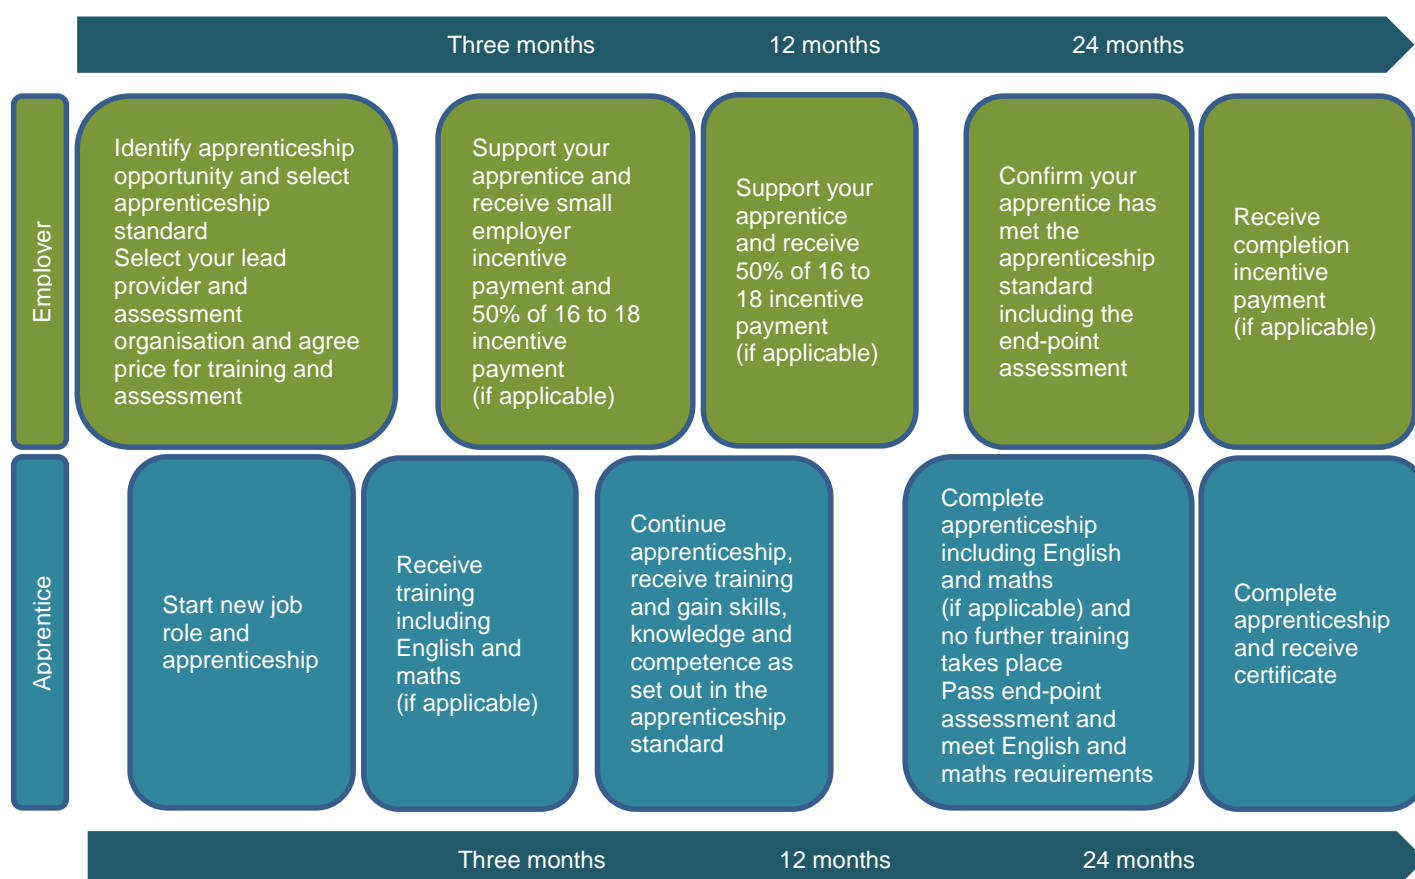 Three months 12 months 24 months
Employer
Identify apprenticeship
opportunity and select
apprenticeship
standard
Select your lead
provider and
assessment
organisation and agree
price for training and
assessment
Support your
apprentice and
receive small
employer
incentive
payment and
50% of 16 to 18
incentive
payment
(if applicable)
Support your
apprentice
and receive
50% of 16 to
18 incentive
payment
(if applicable)
Confirm your
apprentice has
met the
apprenticeship
standard
including the
end-point
assessment
Receive
completion
incentive
payment
(if applicable)
Apprentice
Start new job
role and
apprenticeship
Receive
training
including
English and
maths
(if applicable)
Continue
apprenticeship,
receive training
and gain skills,
knowledge and
competence as
set out in the
apprenticeship
standard
Complete
apprenticeship
including English
and maths
(if applicable) and
no further training
takes place
Pass end-point
assessment and
meet English and
maths requirements
Complete
apprenticeship
and receive
certificate
Three months 12 months 24 months